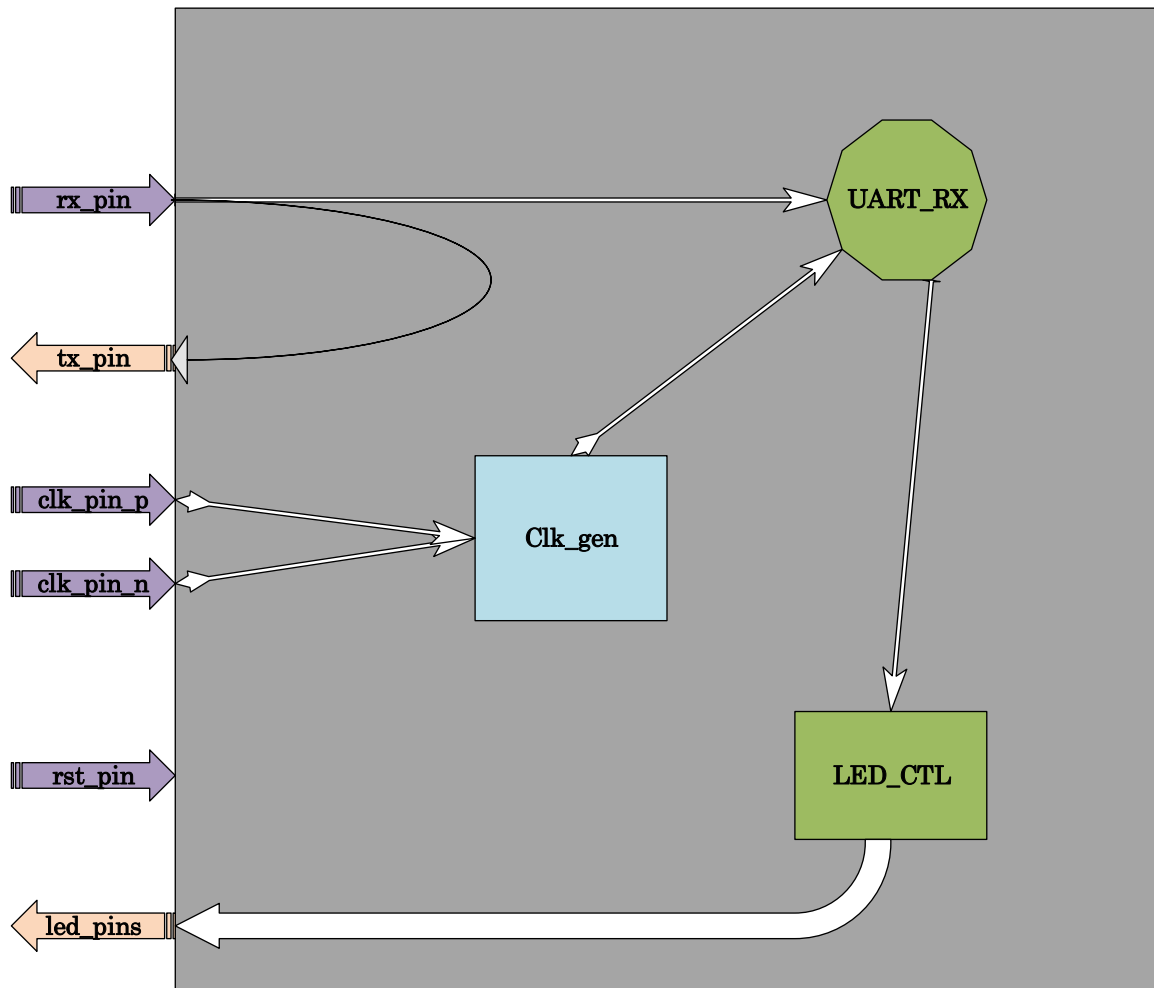 rx_pin
UART_RX
tx_pin
clk_pin_p
Clk_gen
clk_pin_n
rst_pin
LED_CTL
led_pins